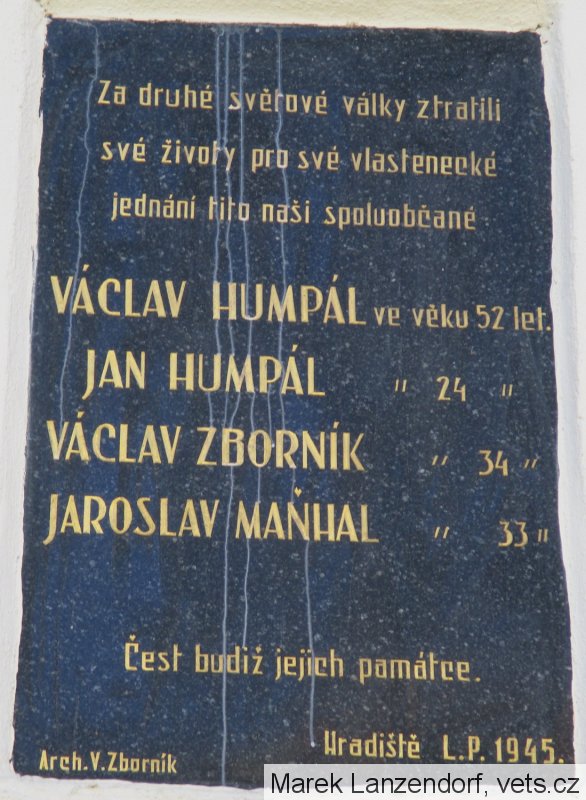 Za druhé světové války ztratili
své životy pro své vlastenecké
jednání tito naši spoluobčané
VÁCLAV HUMPÁL ve věku 52 let.
JAN HUMPÁL " 24 "
VÁCLAV ZBORNÍK " 34 "
JAROSLAV MAŇHAL " 33 "
Čest budiž jejich památce.
Hradiště L.P. 1945.
Arch. V. Zborník
Marek Lanzendorf, vets.cz